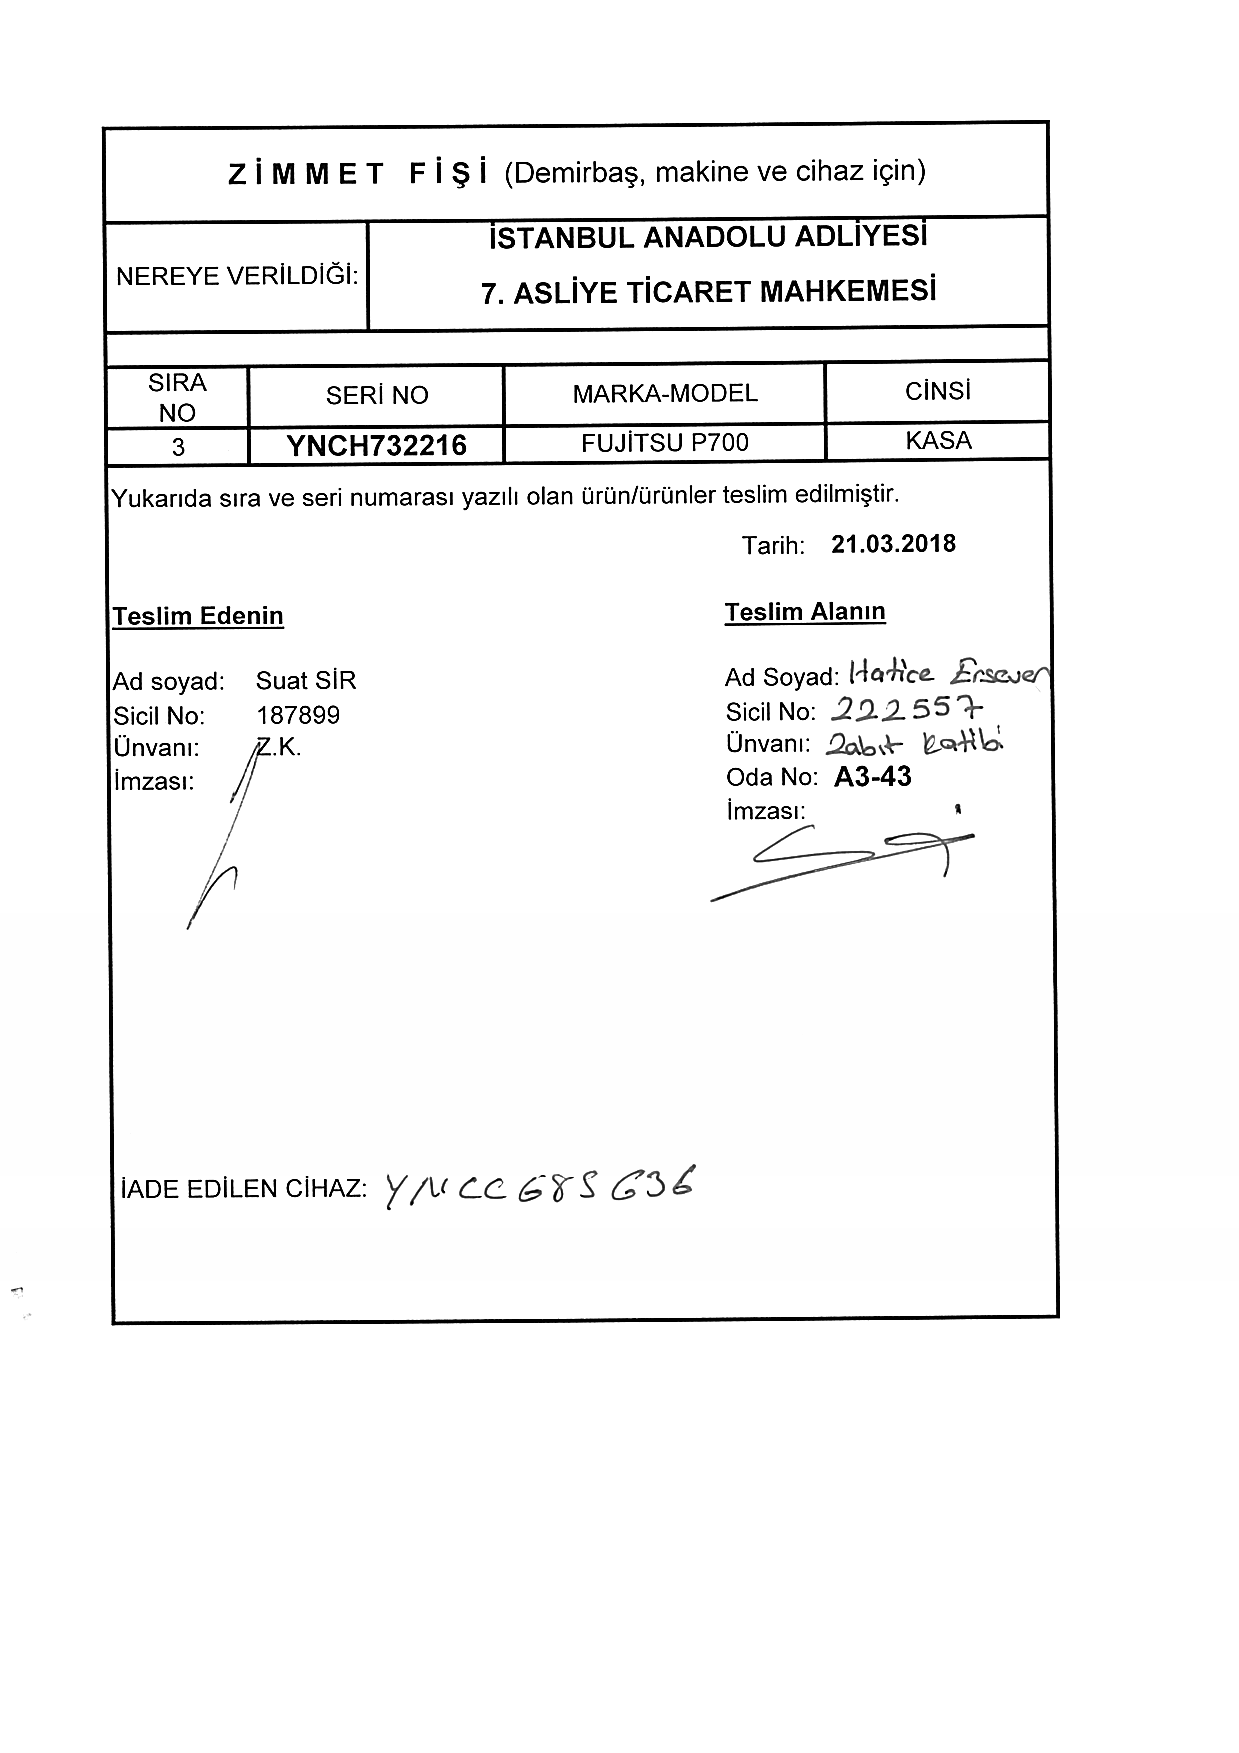 ZİMMET FİŞİ (Demirbaş, makine ve cihaz için)
NEREYE VERİLDİĞİ:
İSTANBUL ANADOLU ADLİYESİ
7. ASLİYE TİCARET MAHKEMESİ
SIRA NO SERİ NO MARKA-MODEL CİNSİ
3 YNCH732216 FUJİTSU P700 KASA
Yukarıda sıra ve seri numarası yazılı olan ürün/ürünler teslim edilmiştir.
Tarih: 21.03.2018
Teslim Edenin
Ad soyad: Suat SİR
Sicil No: 187899
Ünvanı: Z.K.
İmzası:
Teslim Alanın
Ad Soyad: Hatice Ersever
Sicil No: 222557
Ünvanı: Zabıt Katibi
Oda No: A3-43
İmzası:
İADE EDİLEN CİHAZ: YNCC685636